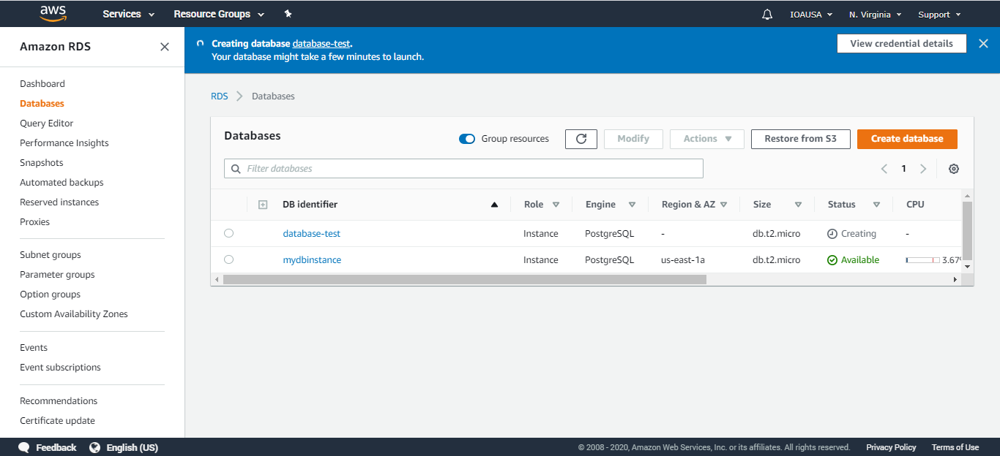 aws Services Resource Groups IOAUSA N. Virginia Support
Amazon RDS
Dashboard
Databases
Query Editor
Performance Insights
Snapshots
Automated backups
Reserved instances
Proxies
Subnet groups
Parameter groups
Option groups
Custom Availability Zones
Events
Event subscriptions
Recommendations
Certificate update
Creating database database-test.
Your database might take a few minutes to launch.
View credential details
RDS Databases
Databases Group resources Modify Actions Restore from S3 Create database
Filter databases 1
DB identifier Role Engine Region & AZ Size Status CPU
database-test Instance PostgreSQL - db.t2.micro Creating -
mydbinstance Instance PostgreSQL us-east-1a db.t2.micro Available 3.67%
Feedback English (US) © 2008 - 2020, Amazon Web Services, Inc. or its affiliates. All rights reserved. Privacy Policy Terms of Use